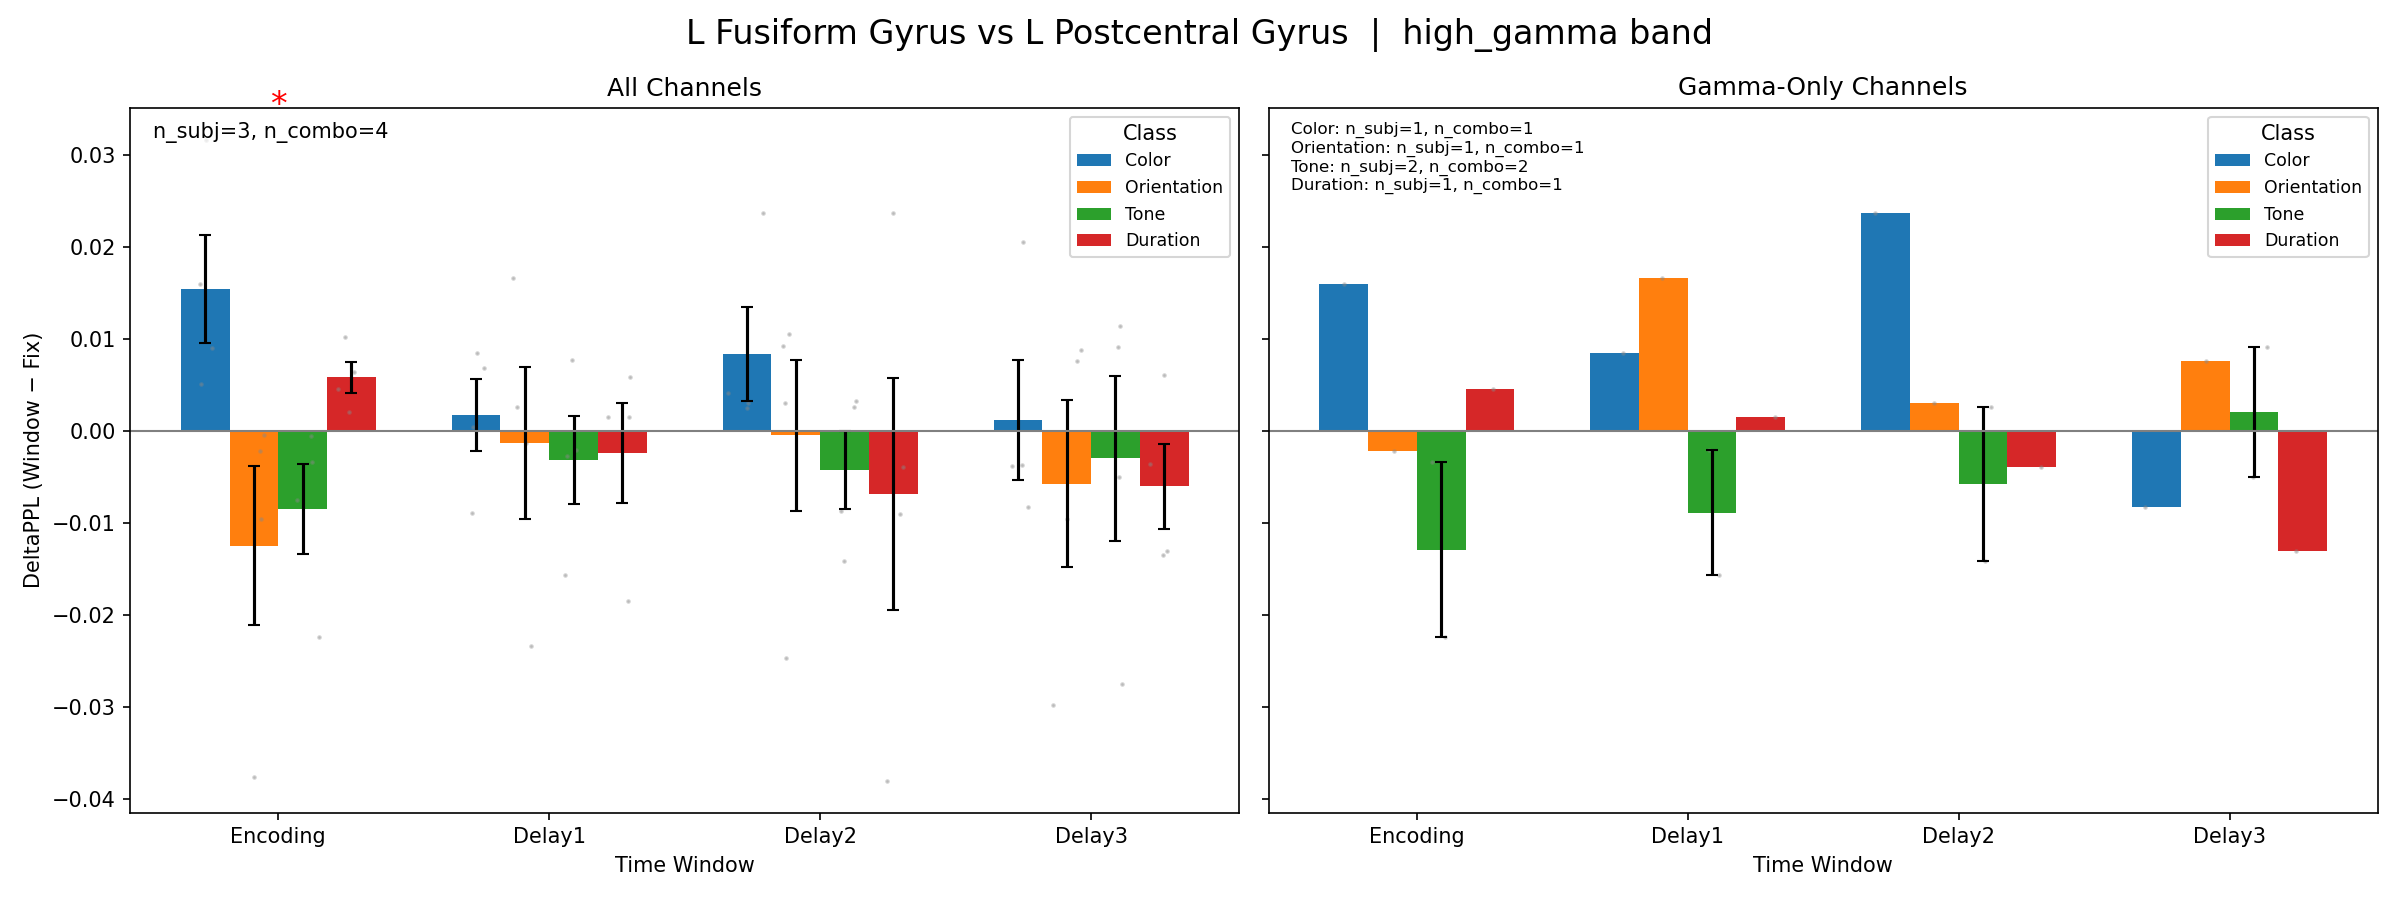 L Fusiform Gyrus vs L Postcentral Gyrus | high_gamma band
All Channels
*
n_subj=3, n_combo=4
Class
Color
Orientation
Tone
Duration
DeltaPPL (Window − Fix)
0.03
0.02
0.01
0.00
−0.01
−0.02
−0.03
−0.04
Encoding
Delay1
Delay2
Delay3
Time Window
Gamma-Only Channels
Color: n_subj=1, n_combo=1
Orientation: n_subj=1, n_combo=1
Tone: n_subj=2, n_combo=2
Duration: n_subj=1, n_combo=1
Class
Color
Orientation
Tone
Duration
Encoding
Delay1
Delay2
Delay3
Time Window